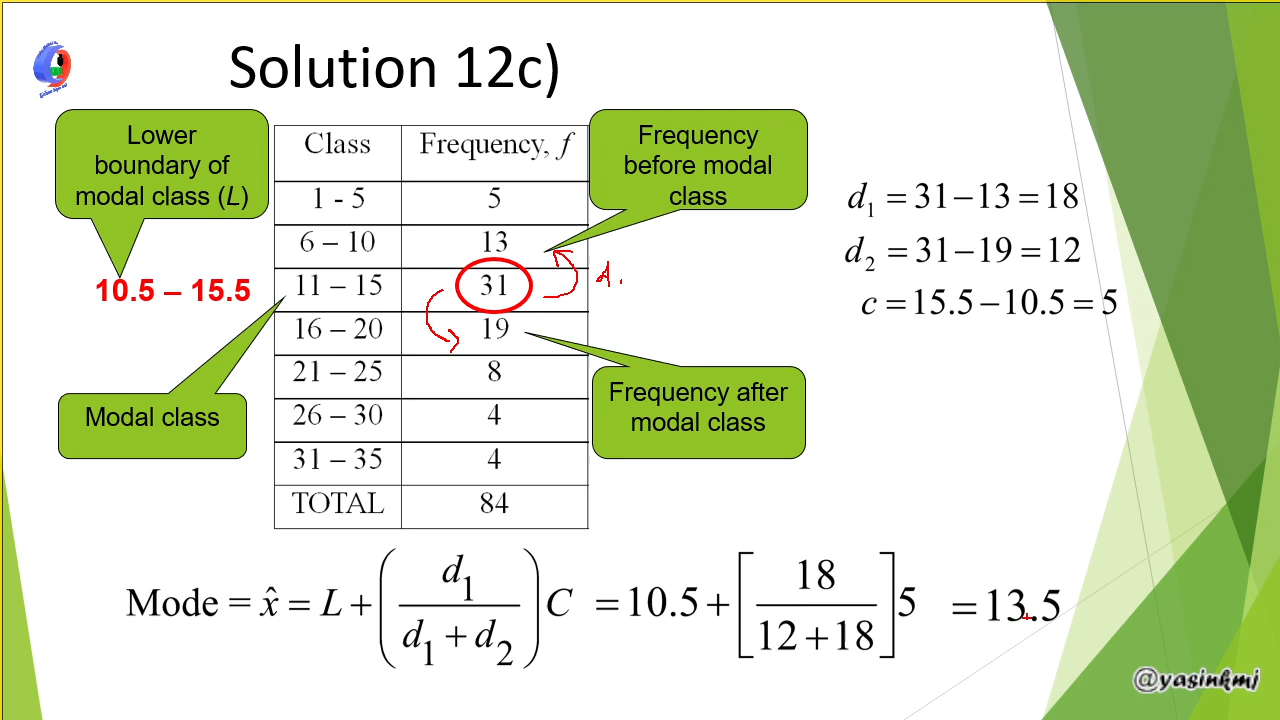 Solution 12c)
Lower
boundary of
modal class (L)
Class Frequency, f
1 - 5 5
6 – 10 13
11 – 15 31
16 – 20 19
21 – 25 8
26 – 30 4
31 – 35 4
TOTAL 84
Frequency
before modal
class
10.5 – 15.5
Modal class
Frequency after
modal class
d₁ = 31 – 13 = 18
d₂ = 31 – 19 = 12
c = 15.5 – 10.5 = 5
Mode = x̂ = L + ( d₁ / d₁ + d₂ ) C = 10.5 + [ 18 / 12 + 18 ] 5 = 13.5
@yasinkmj